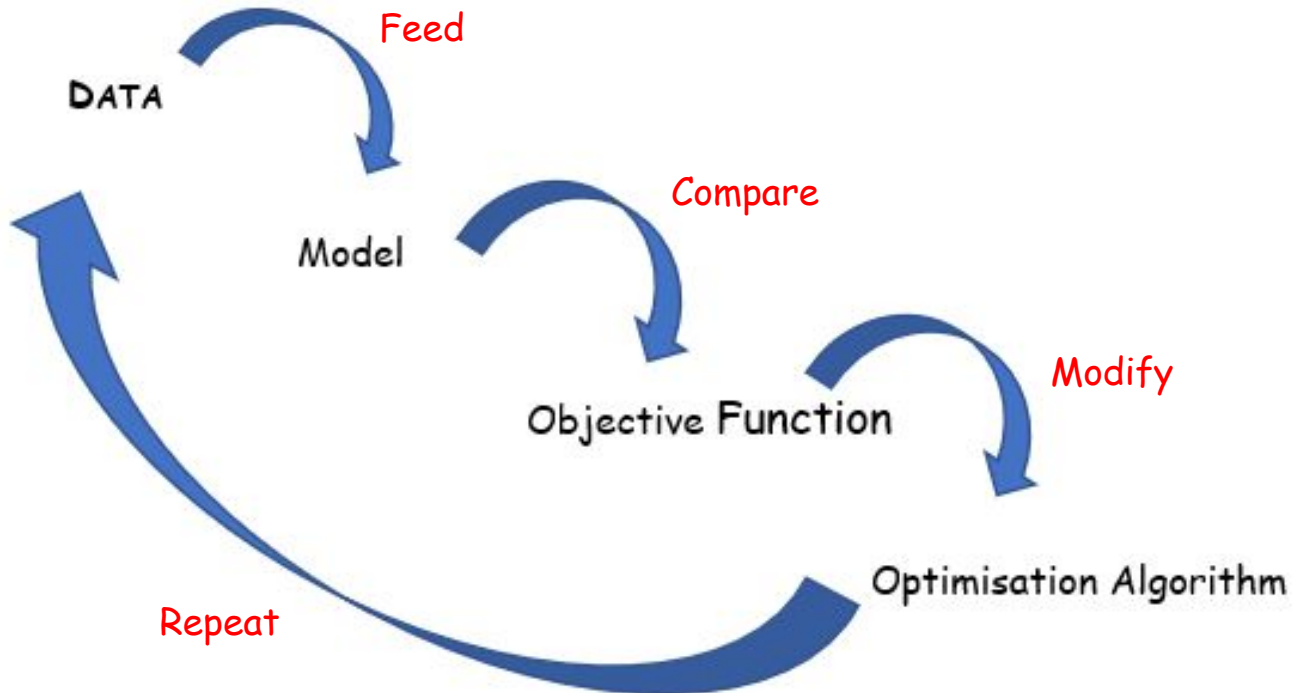 Feed
DATA
Compare
Model
Modify
Objective Function
Optimisation Algorithm
Repeat